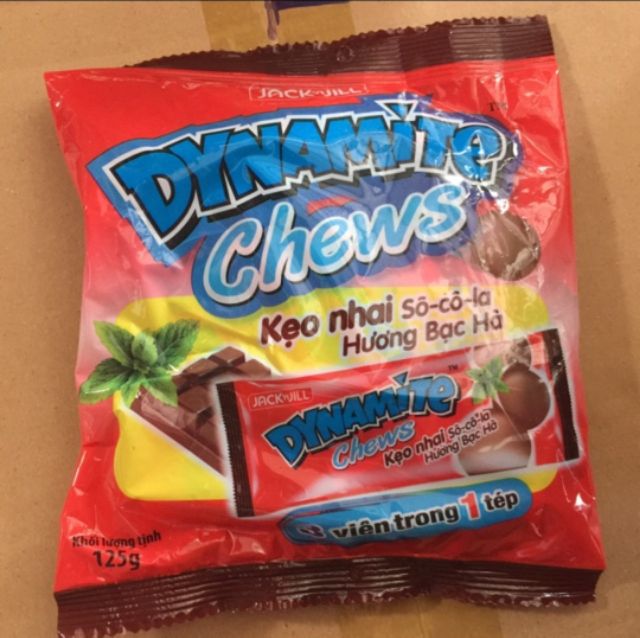 JACK 'n JILL
DYNAMITE
Chews
Kẹo nhai Sô-cô-la
Hương Bạc Hà
JACK 'n JILL
DYNAMITE™
Chews
Kẹo nhai Sô-cô-la
Hương Bạc Hà
viên trong 1 tép
Khối lượng tịnh
125g